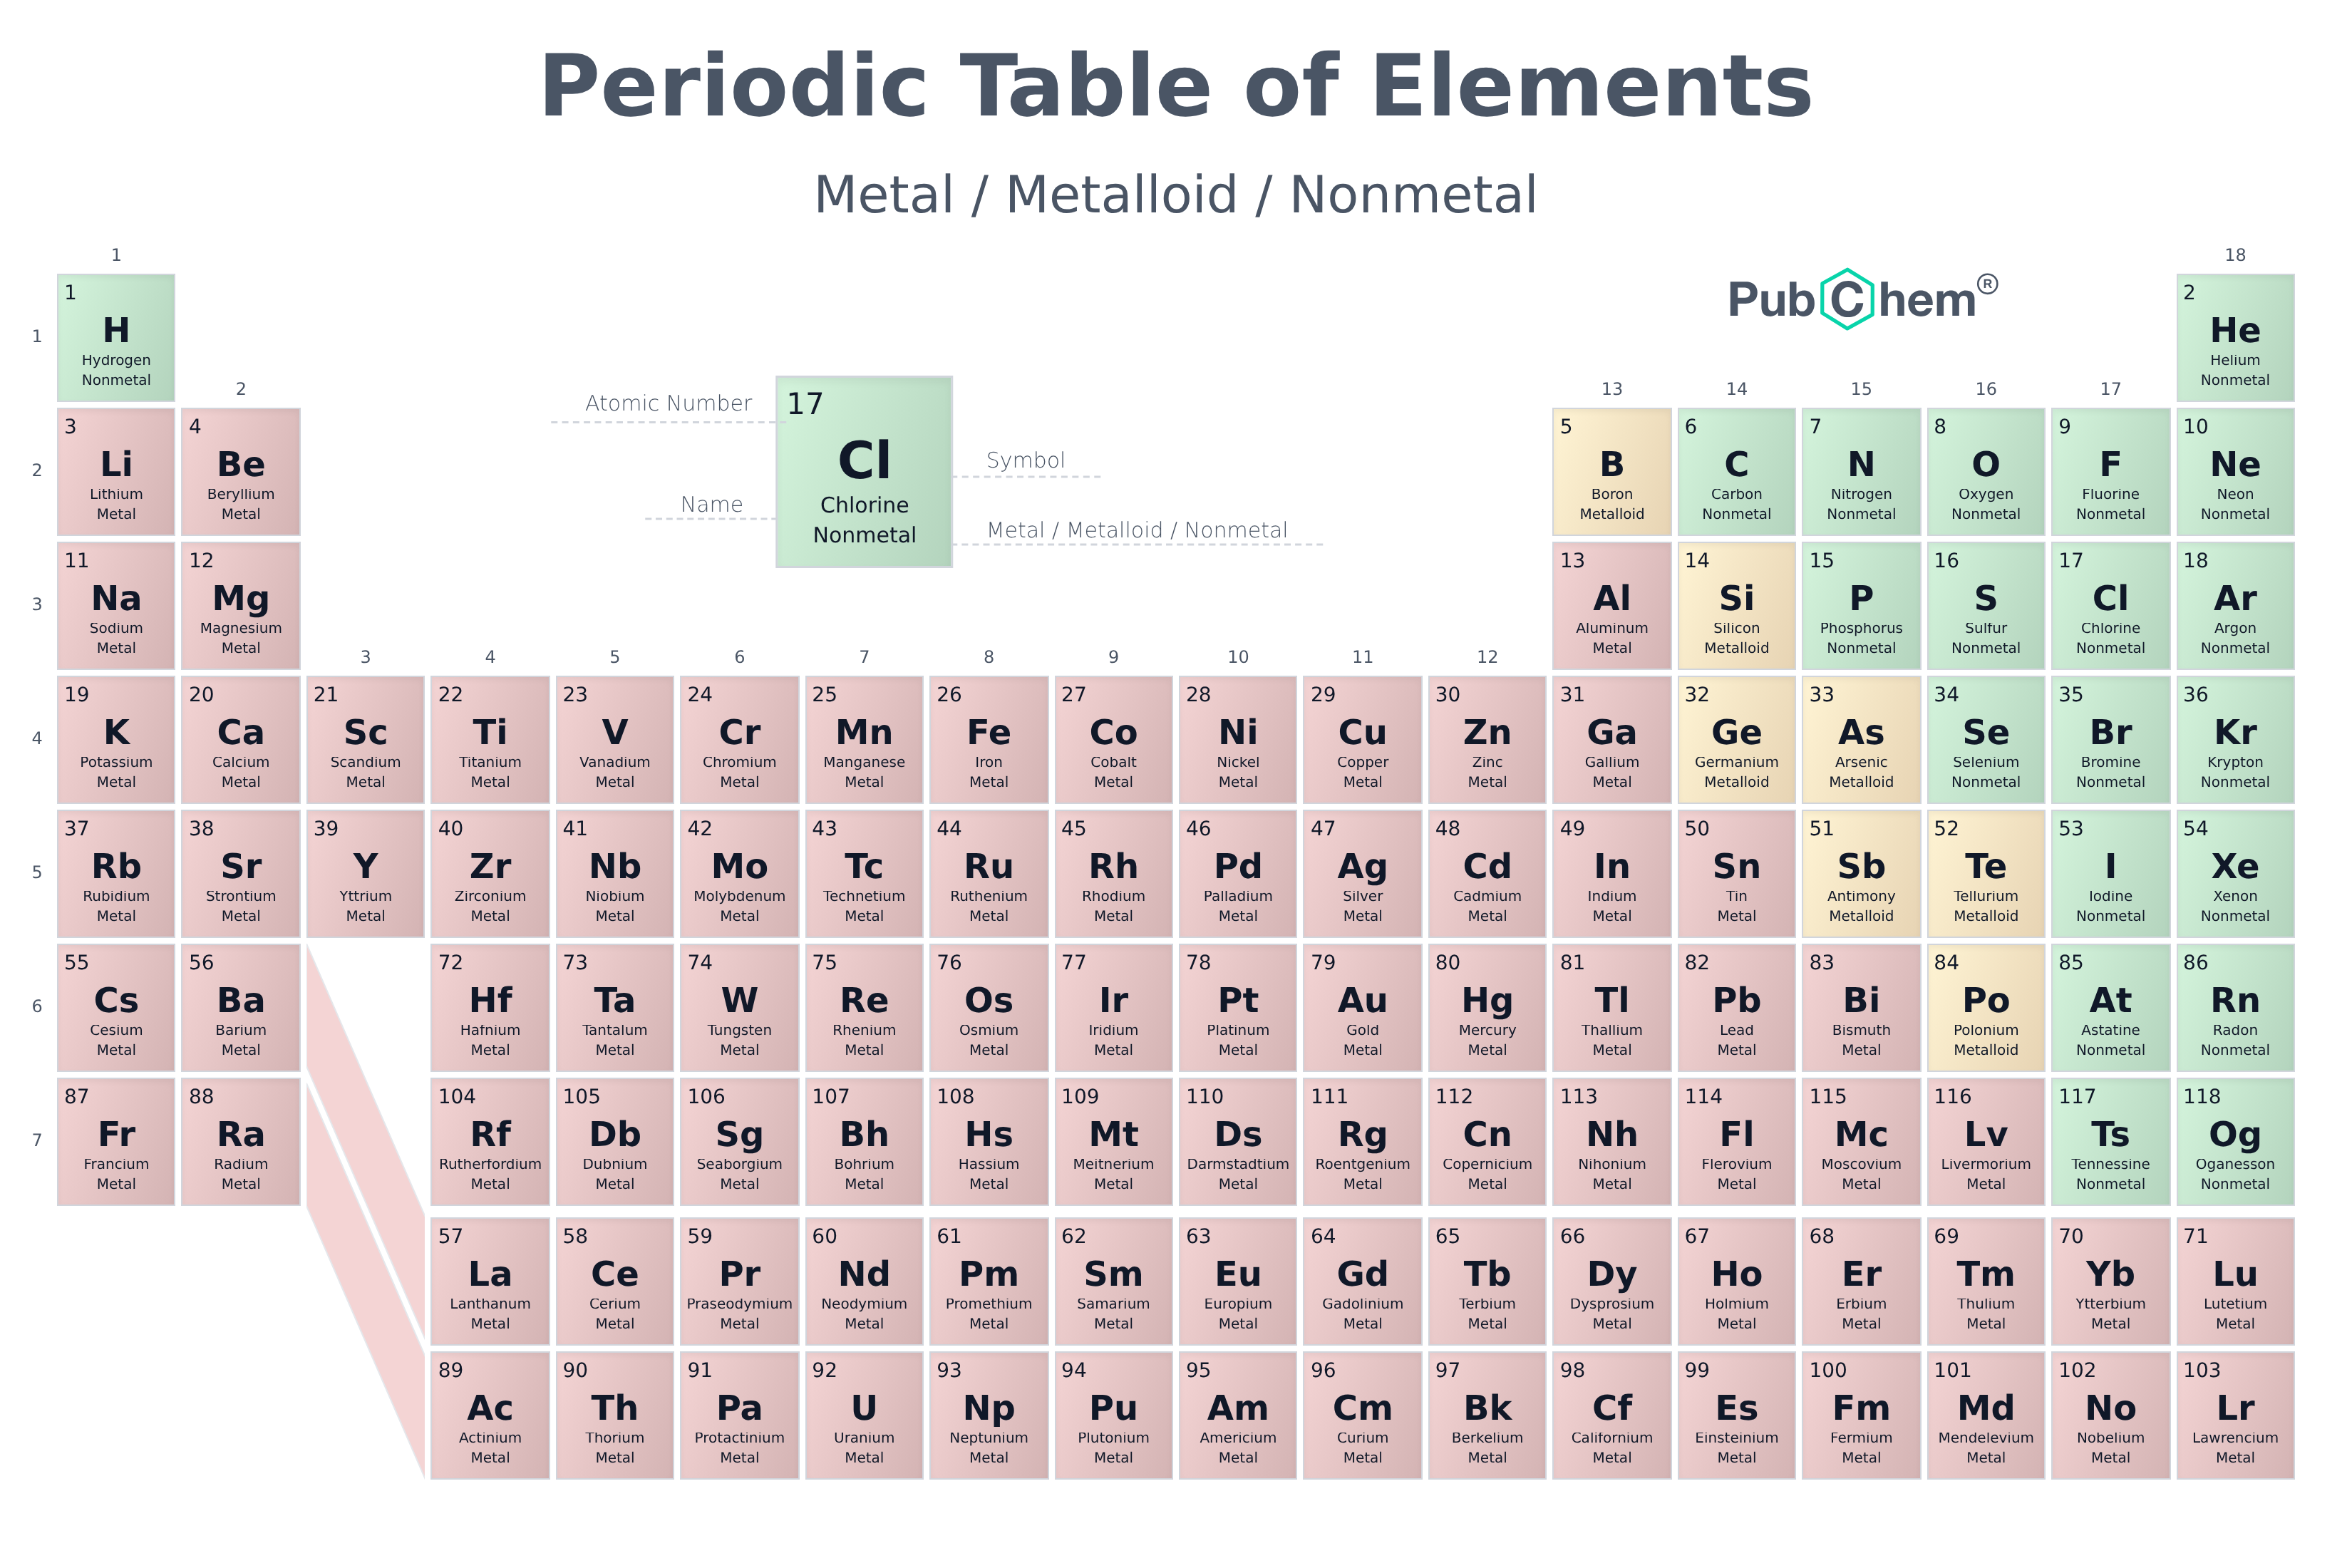 Periodic Table of Elements
Metal / Metalloid / Nonmetal
1 18
PubChem®
1
1 H Hydrogen Nonmetal
2 He Helium Nonmetal
2 13 14 15 16 17
Atomic Number
17
Cl
Chlorine
Nonmetal
Symbol
Name
Metal / Metalloid / Nonmetal
2
3 Li Lithium Metal
4 Be Beryllium Metal
5 B Boron Metalloid
6 C Carbon Nonmetal
7 N Nitrogen Nonmetal
8 O Oxygen Nonmetal
9 F Fluorine Nonmetal
10 Ne Neon Nonmetal
3
11 Na Sodium Metal
12 Mg Magnesium Metal
13 Al Aluminum Metal
14 Si Silicon Metalloid
15 P Phosphorus Nonmetal
16 S Sulfur Nonmetal
17 Cl Chlorine Nonmetal
18 Ar Argon Nonmetal
3 4 5 6 7 8 9 10 11 12
4
19 K Potassium Metal
20 Ca Calcium Metal
21 Sc Scandium Metal
22 Ti Titanium Metal
23 V Vanadium Metal
24 Cr Chromium Metal
25 Mn Manganese Metal
26 Fe Iron Metal
27 Co Cobalt Metal
28 Ni Nickel Metal
29 Cu Copper Metal
30 Zn Zinc Metal
31 Ga Gallium Metal
32 Ge Germanium Metalloid
33 As Arsenic Metalloid
34 Se Selenium Nonmetal
35 Br Bromine Nonmetal
36 Kr Krypton Nonmetal
5
37 Rb Rubidium Metal
38 Sr Strontium Metal
39 Y Yttrium Metal
40 Zr Zirconium Metal
41 Nb Niobium Metal
42 Mo Molybdenum Metal
43 Tc Technetium Metal
44 Ru Ruthenium Metal
45 Rh Rhodium Metal
46 Pd Palladium Metal
47 Ag Silver Metal
48 Cd Cadmium Metal
49 In Indium Metal
50 Sn Tin Metal
51 Sb Antimony Metalloid
52 Te Tellurium Metalloid
53 I Iodine Nonmetal
54 Xe Xenon Nonmetal
6
55 Cs Cesium Metal
56 Ba Barium Metal
72 Hf Hafnium Metal
73 Ta Tantalum Metal
74 W Tungsten Metal
75 Re Rhenium Metal
76 Os Osmium Metal
77 Ir Iridium Metal
78 Pt Platinum Metal
79 Au Gold Metal
80 Hg Mercury Metal
81 Tl Thallium Metal
82 Pb Lead Metal
83 Bi Bismuth Metal
84 Po Polonium Metalloid
85 At Astatine Nonmetal
86 Rn Radon Nonmetal
7
87 Fr Francium Metal
88 Ra Radium Metal
104 Rf Rutherfordium Metal
105 Db Dubnium Metal
106 Sg Seaborgium Metal
107 Bh Bohrium Metal
108 Hs Hassium Metal
109 Mt Meitnerium Metal
110 Ds Darmstadtium Metal
111 Rg Roentgenium Metal
112 Cn Copernicium Metal
113 Nh Nihonium Metal
114 Fl Flerovium Metal
115 Mc Moscovium Metal
116 Lv Livermorium Metal
117 Ts Tennessine Nonmetal
118 Og Oganesson Nonmetal
57 La Lanthanum Metal
58 Ce Cerium Metal
59 Pr Praseodymium Metal
60 Nd Neodymium Metal
61 Pm Promethium Metal
62 Sm Samarium Metal
63 Eu Europium Metal
64 Gd Gadolinium Metal
65 Tb Terbium Metal
66 Dy Dysprosium Metal
67 Ho Holmium Metal
68 Er Erbium Metal
69 Tm Thulium Metal
70 Yb Ytterbium Metal
71 Lu Lutetium Metal
89 Ac Actinium Metal
90 Th Thorium Metal
91 Pa Protactinium Metal
92 U Uranium Metal
93 Np Neptunium Metal
94 Pu Plutonium Metal
95 Am Americium Metal
96 Cm Curium Metal
97 Bk Berkelium Metal
98 Cf Californium Metal
99 Es Einsteinium Metal
100 Fm Fermium Metal
101 Md Mendelevium Metal
102 No Nobelium Metal
103 Lr Lawrencium Metal